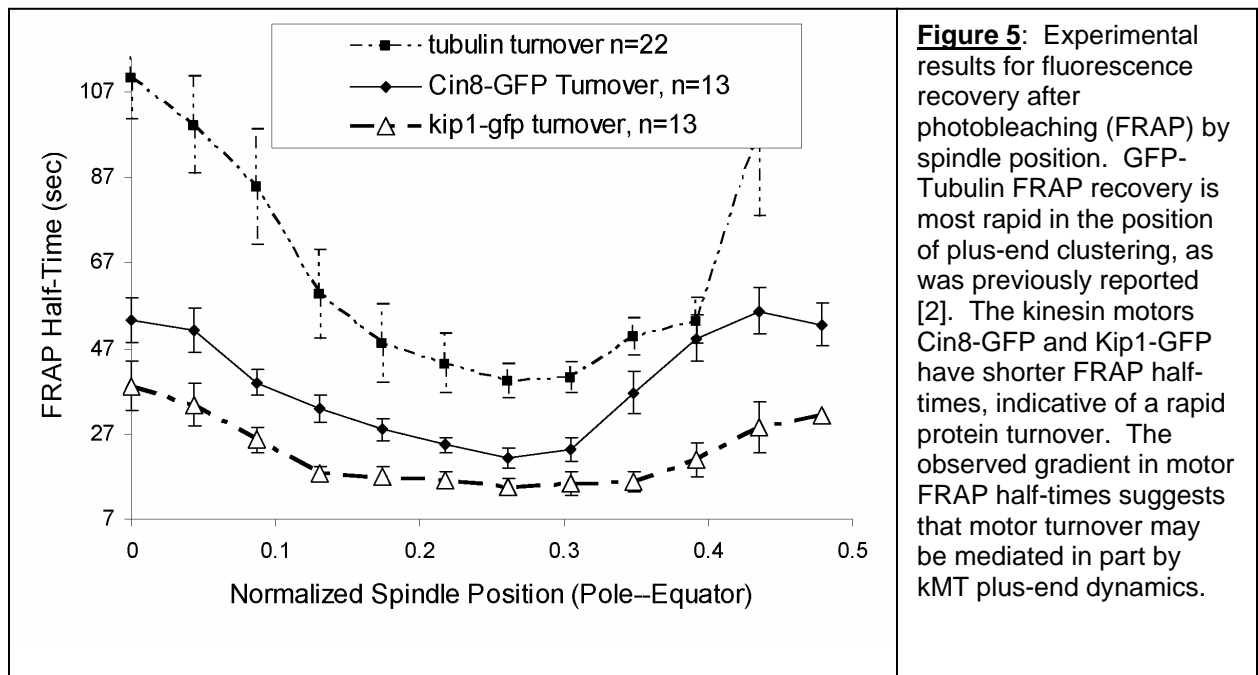 tubulin turnover n=22
Cin8-GFP Turnover, n=13
kip1-gfp turnover, n=13
FRAP Half-Time (sec)
107
87
67
47
27
7
0
0.1
0.2
0.3
0.4
0.5
Normalized Spindle Position (Pole--Equator)
Figure 5: Experimental
results for fluorescence
recovery after
photobleaching (FRAP) by
spindle position. GFP-
Tubulin FRAP recovery is
most rapid in the position
of plus-end clustering, as
was previously reported
[2]. The kinesin motors
Cin8-GFP and Kip1-GFP
have shorter FRAP half-
times, indicative of a rapid
protein turnover. The
observed gradient in motor
FRAP half-times suggests
that motor turnover may
be mediated in part by
kMT plus-end dynamics.